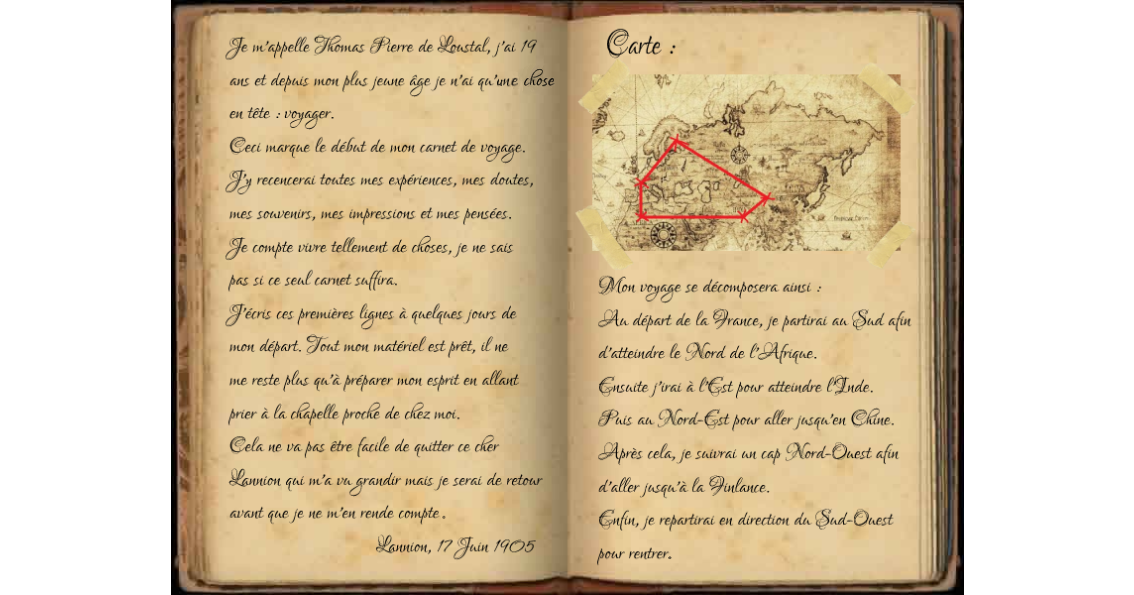 Je m'appelle Thomas Pierre de Loustal, j'ai 19
ans et depuis mon plus jeune âge je n'ai qu'une chose
en tête : voyager.
Ceci marque le début de mon carnet de voyage.
J'y recencerai toutes mes expériences, mes doutes,
mes souvenirs, mes impressions et mes pensées.
Je compte vivre tellement de choses, je ne sais
pas si ce seul carnet suffira.
J'écris ces premières lignes à quelques jours de
mon départ. Tout mon matériel est prêt, il ne
me reste plus qu'à préparer mon esprit en allant
prier à la chapelle proche de chez moi.
Cela ne va pas être facile de quitter ce cher
Lannion qui m'a vu grandir mais je serai de retour
avant que je ne m'en rende compte.
Lannion, 17 Juin 1905
Carte :
Mon voyage se décomposera ainsi :
Au départ de la France, je partirai au Sud afin
d'atteindre le Nord de l'Afrique.
Ensuite j'irai à l'Est pour atteindre l'Inde.
Puis au Nord-Est pour aller jusqu'en Chine.
Après cela, je suivrai un cap Nord-Ouest afin
d'aller jusqu'à la Finlance.
Enfin, je repartirai en direction du Sud-Ouest
pour rentrer.